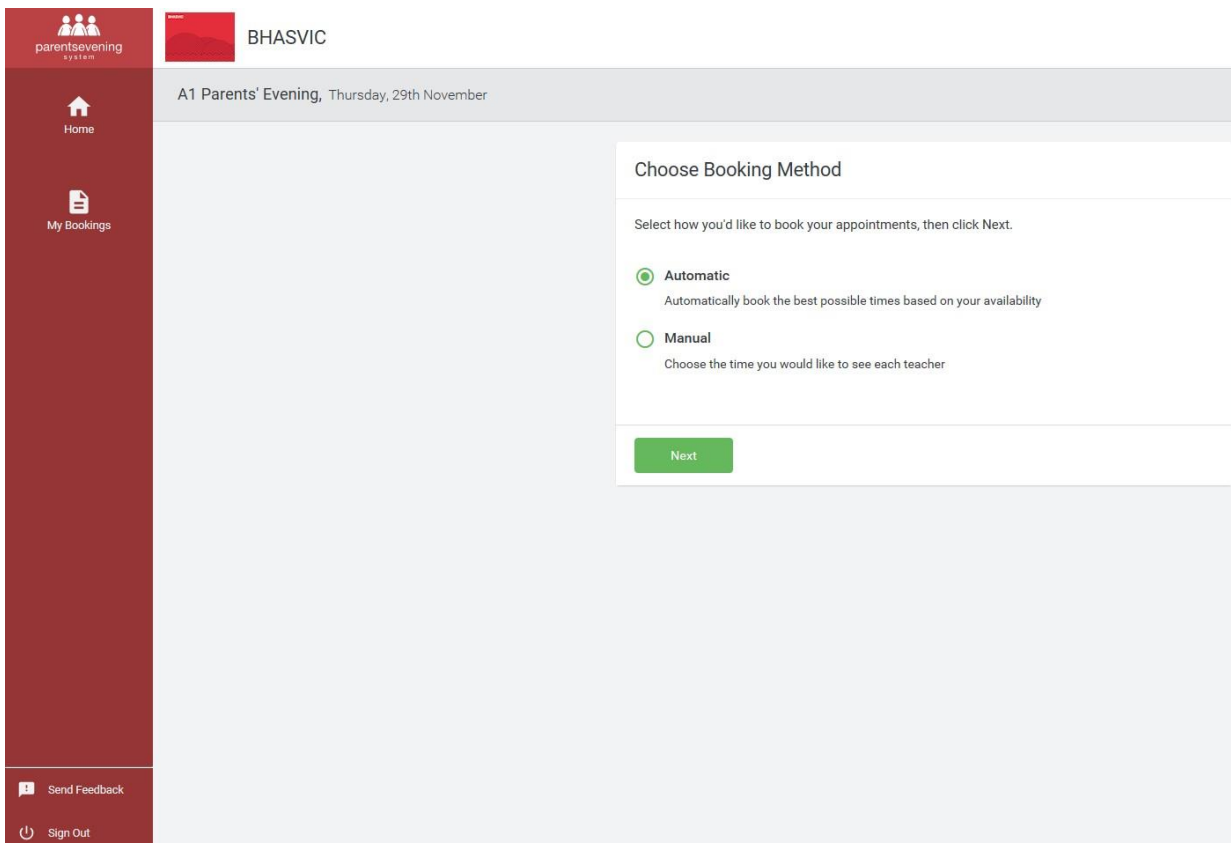 parentsevening
system
BHASVIC
BHASVIC
A1 Parents' Evening, Thursday, 29th November
Home
My Bookings
Choose Booking Method
Select how you'd like to book your appointments, then click Next.
Automatic
Automatically book the best possible times based on your availability
Manual
Choose the time you would like to see each teacher
Next
Send Feedback
Sign Out